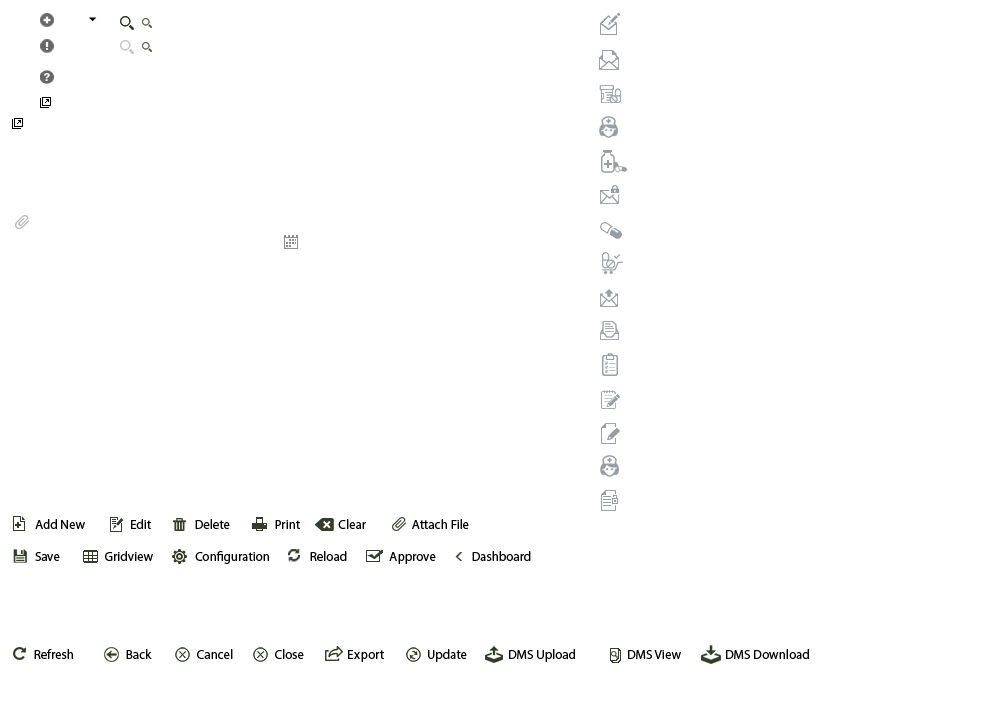 Add New Edit Delete Print Clear Attach File
Save Gridview Configuration Reload Approve Dashboard
Refresh Back Cancel Close Export Update DMS Upload DMS View DMS Download